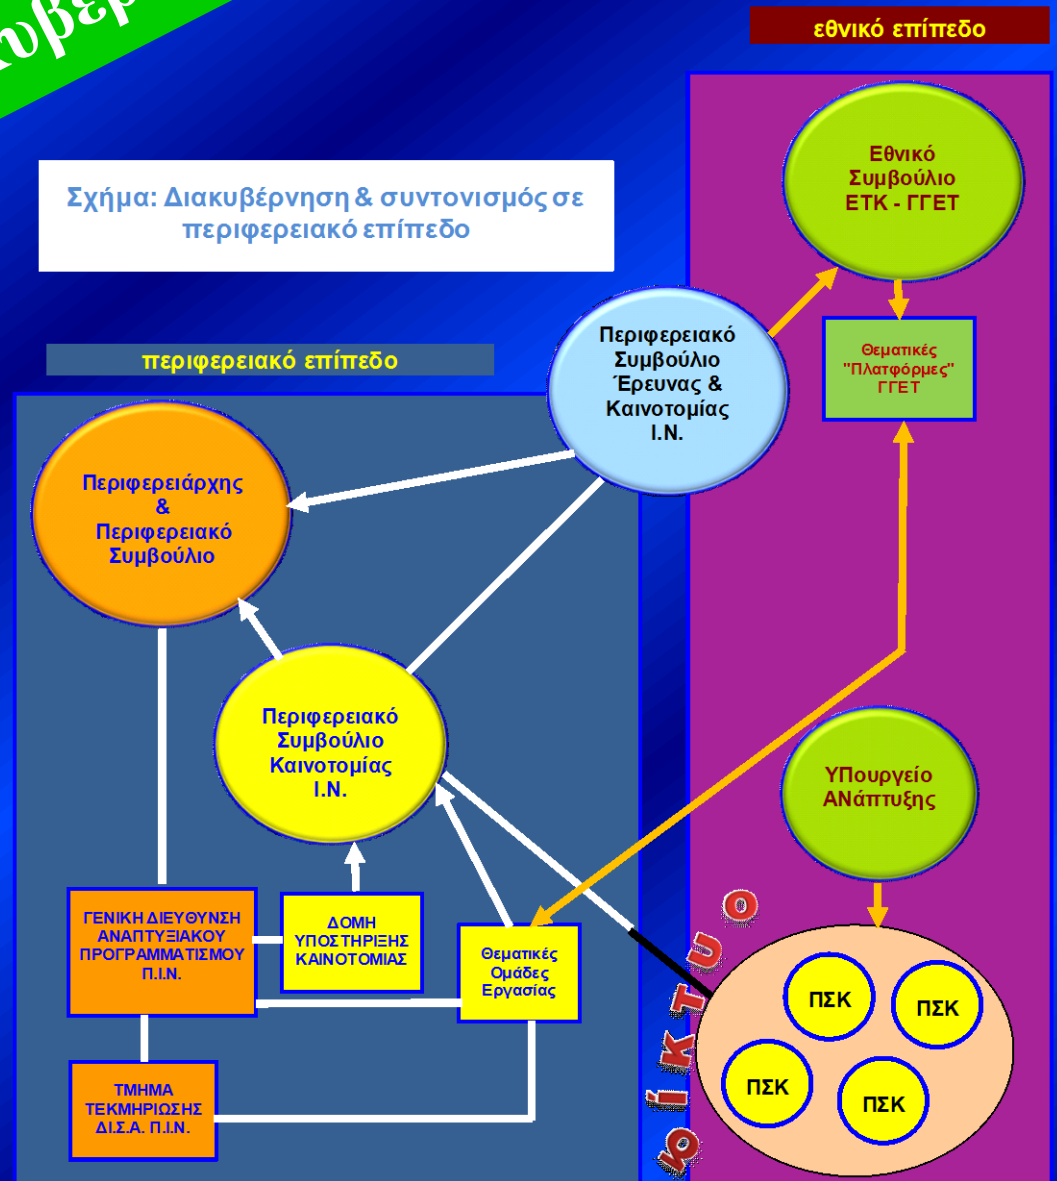 εθνικό επίπεδο
Εθνικό
Συμβούλιο
ΕΤΚ - ΓΓΕΤ
Σχήμα: Διακυβέρνηση & συντονισμός σε
περιφερειακό επίπεδο
Περιφερειακό
Συμβούλιο
Έρευνας &
Καινοτομίας
Ι.Ν.
Θεματικές
"Πλατφόρμες"
ΓΓΕΤ
περιφερειακό επίπεδο
Περιφερειάρχης
&
Περιφερειακό
Συμβούλιο
Περιφερειακό
Συμβούλιο
Καινοτομίας
Ι.Ν.
ΥΠουργείο
ΑΝάπτυξης
ΓΕΝΙΚΗ ΔΙΕΥΘΥΝΣΗ
ΑΝΑΠΤΥΞΙΑΚΟΥ
ΠΡΟΓΡΑΜΜΑΤΙΣΜΟΥ
Π.Ι.Ν.
ΔΟΜΗ
ΥΠΟΣΤΗΡΙΞΗΣ
ΚΑΙΝΟΤΟΜΙΑΣ
Θεματικές
Ομάδες
Εργασίας
ΤΜΗΜΑ
ΤΕΚΜΗΡΙΩΣΗΣ
ΔΙ.Σ.Α. Π.Ι.Ν.
δίκτυο
ΠΣΚ
ΠΣΚ
ΠΣΚ
ΠΣΚ